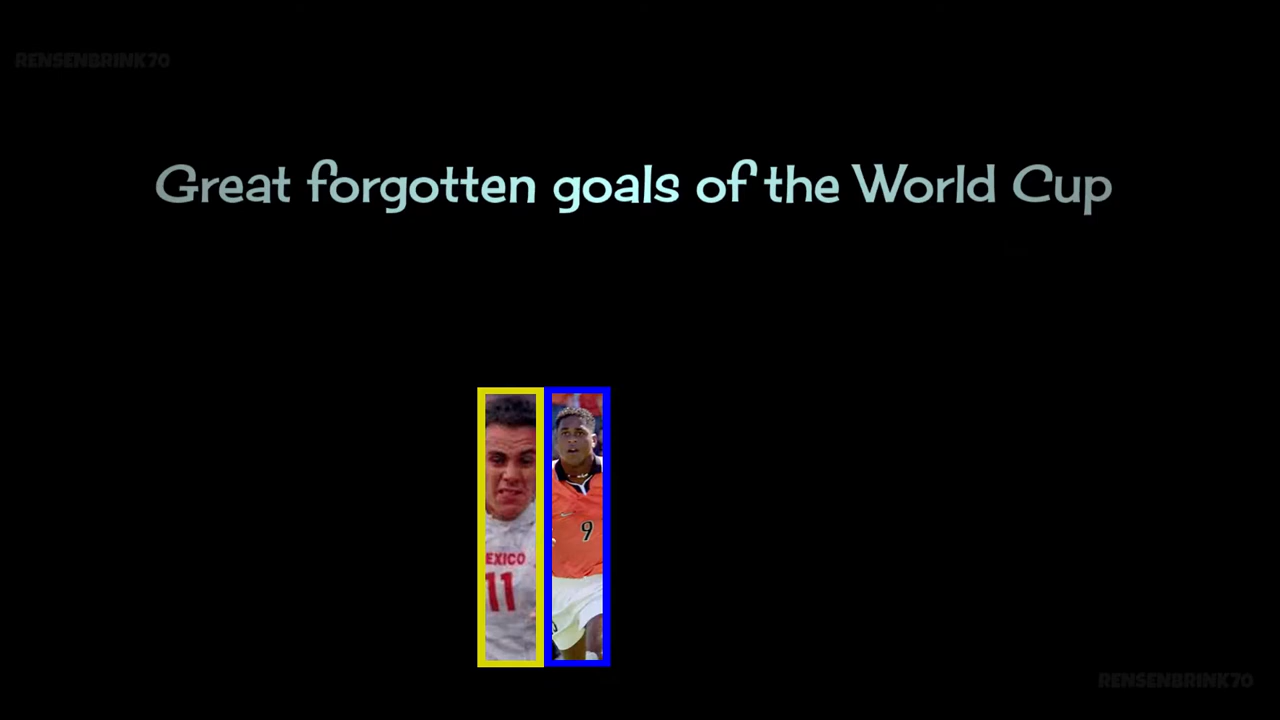 RENSENBRINK70
Great forgotten goals of the World Cup
EXICO
11
9
RENSENBRINK70